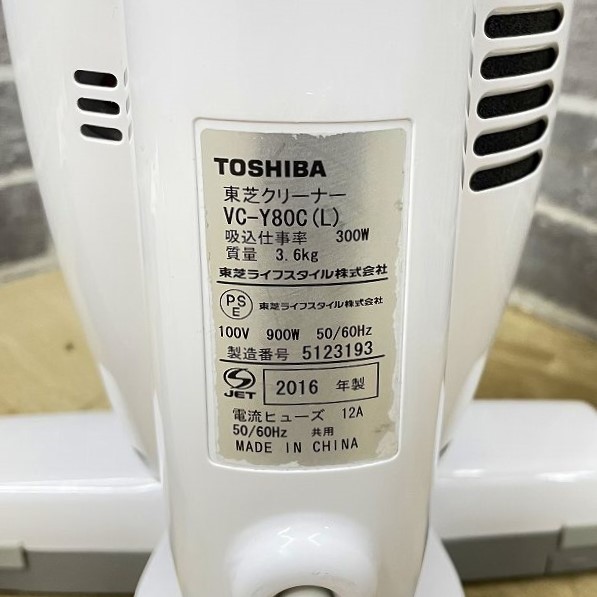 TOSHIBA
東芝クリーナー
VC-Y80C(L)
吸込仕事率 300W
質量 3.6kg
東芝ライフスタイル株式会社
PS
E
東芝ライフスタイル株式会社
100V 900W 50/60Hz
製造番号 5123193
S
JET
2016 年製
電流ヒューズ 12A
50/60Hz 共用
MADE IN CHINA